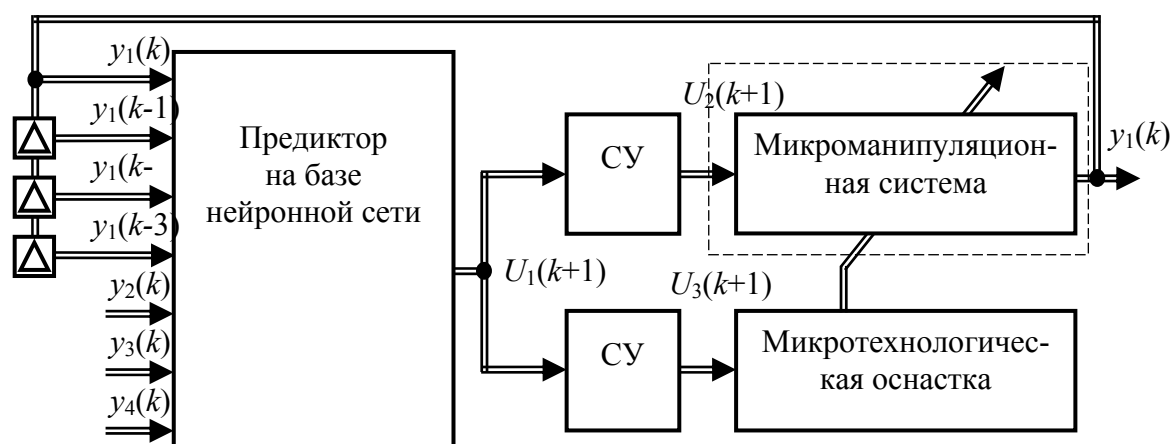 y₁(k)
y₁(k-1)
y₁(k-
y₁(k-3)
y₂(k)
y₃(k)
y₄(k)
Предиктор
на базе
нейронной сети
U₁(k+1)
СУ
U₂(k+1)
Микроманипуляцион-
ная система
y₁(k)
СУ
U₃(k+1)
Микротехнологичес-
кая оснастка